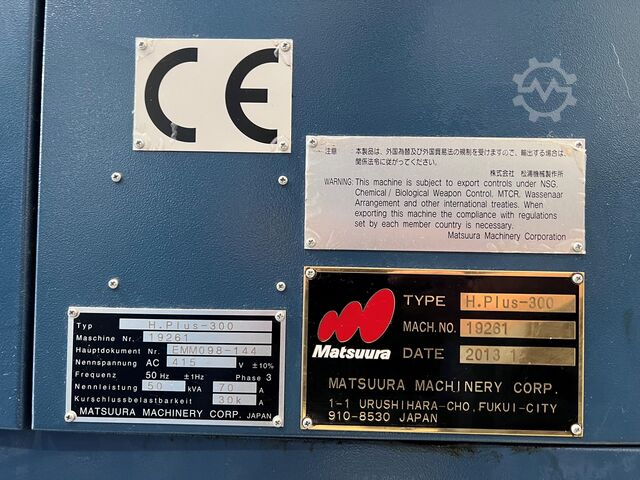 CE
注意 本製品は、外国為替及び外国貿易法の規制を受けますので、輸出する場合は、
関係法令に従がってください。
株式会社 松浦機械製作所
WARNING: This machine is subject to export controls under NSG,
Chemical / Biological Weapon Control, MTCR, Wassenaar
Arrangement and other international treaties. When
exporting this machine the compliance with regulations
set by each member country is necessary.
Matsuura Machinery Corporation
Typ H.Plus-300
Maschine Nr. 19261
Hauptdokument Nr. EMM098-144
Nennspannung AC 415 V ±10%
Frequenz 50 Hz ±1Hz Phase 3
Nennleistung 50 kVA 70 A
Kurschlussbelastbarkeit 30k A
MATSUURA MACHINERY CORP. JAPAN
Matsuura
TYPE H.Plus-300
MACH. NO. 19261
DATE 2013 12
MATSUURA MACHINERY CORP.
1-1 URUSHIHARA-CHO, FUKUI-CITY
910-8530 JAPAN